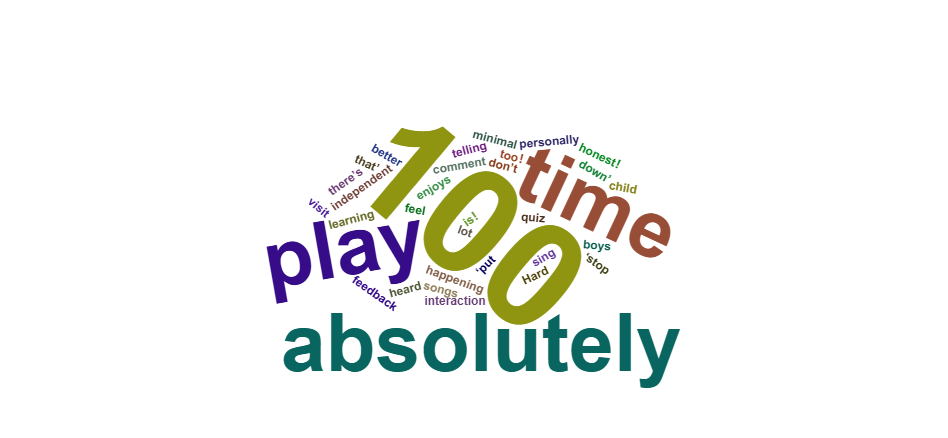 minimal
personally
honest!
telling
too!
better
that'
comment
don't
down'
child
there's
independent
enjoys
100
time
visit
learning
feel
is!
lot
quiz
boys
play
'put
sing
Hard
'stop
happening
feedback
heard
songs
interaction
absolutely